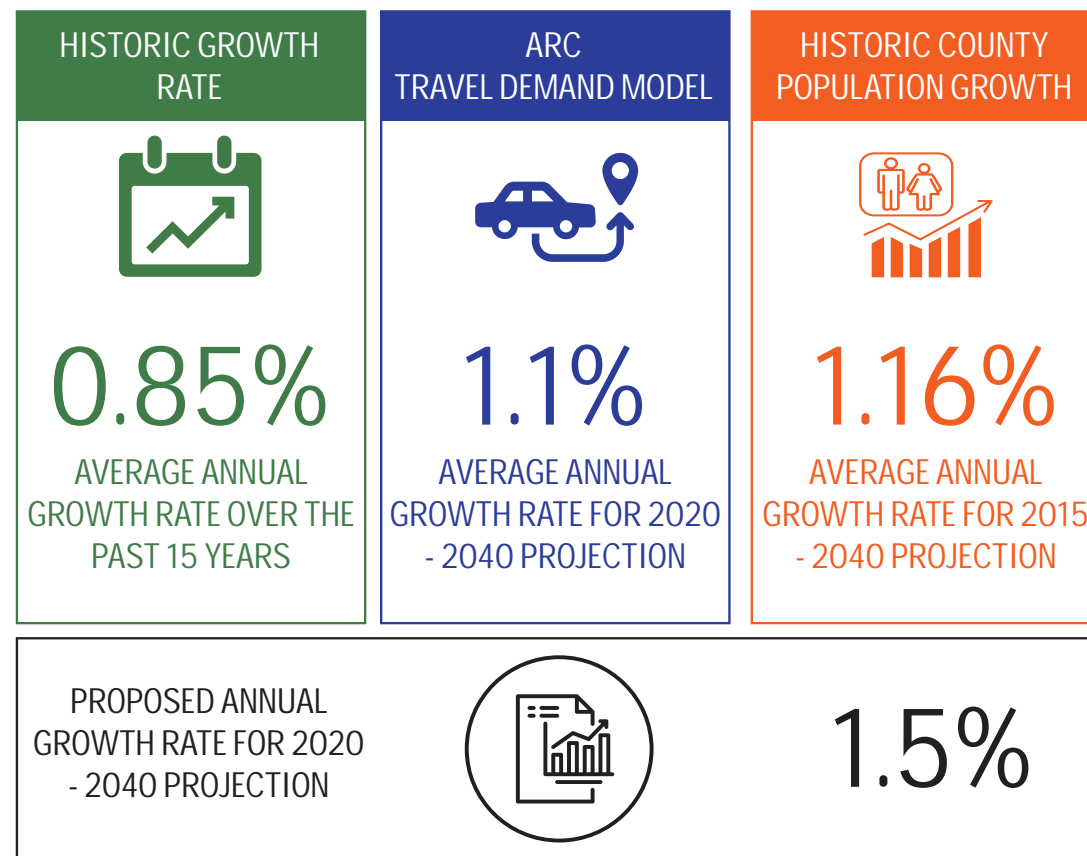 HISTORIC GROWTH
RATE
0.85%
AVERAGE ANNUAL
GROWTH RATE OVER THE
PAST 15 YEARS
ARC
TRAVEL DEMAND MODEL
1.1%
AVERAGE ANNUAL
GROWTH RATE FOR 2020
- 2040 PROJECTION
HISTORIC COUNTY
POPULATION GROWTH
1.16%
AVERAGE ANNUAL
GROWTH RATE FOR 2015
- 2040 PROJECTION
PROPOSED ANNUAL
GROWTH RATE FOR 2020
- 2040 PROJECTION
1.5%